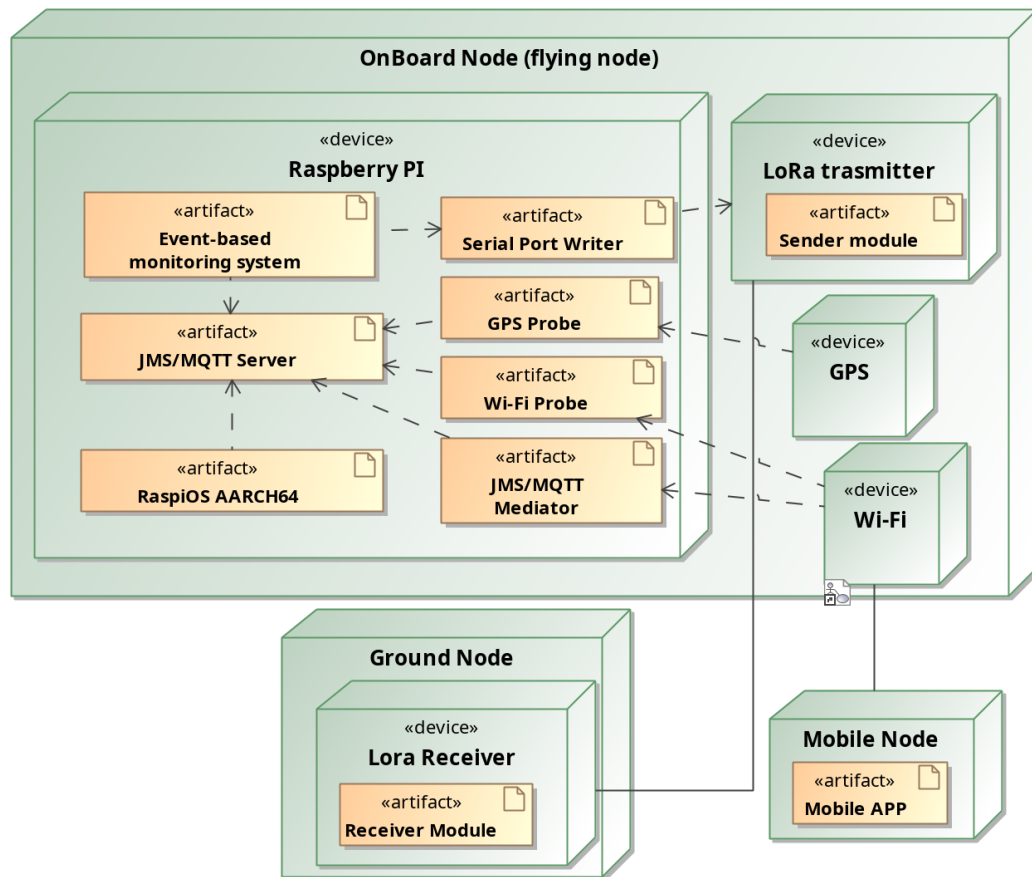 OnBoard Node (flying node)
«device»
Raspberry PI
«artifact»
Event-based
monitoring system
«artifact»
Serial Port Writer
«artifact»
GPS Probe
«artifact»
JMS/MQTT Server
«artifact»
Wi-Fi Probe
«artifact»
RaspiOS AARCH64
«artifact»
JMS/MQTT
Mediator
«device»
LoRa trasmitter
«artifact»
Sender module
«device»
GPS
«device»
Wi-Fi
Ground Node
«device»
Lora Receiver
«artifact»
Receiver Module
Mobile Node
«artifact»
Mobile APP